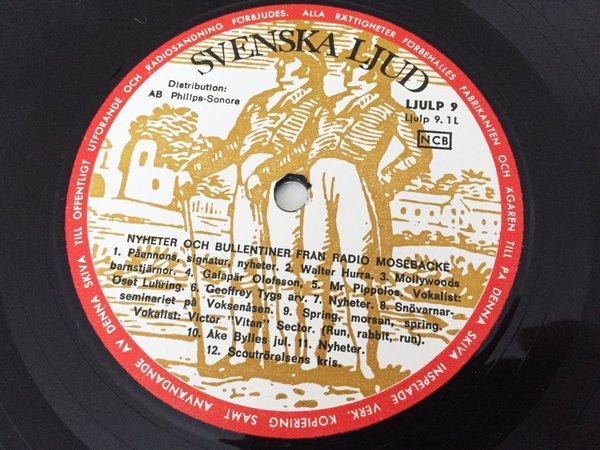 SVENSKA LJUD
Distribution:
AB Philips-Sonora
LJULP 9
Ljulp 9. 1L
NCB
NYHETER OCH BULLENTINER FRÅN RADIO MOSEBACKE
1. Påannons, signatur, nyheter. 2. Walter Hurra. 3. Mollywoods
barnstjärnor. 4. Galapär Olofsson. 5. Mr Pippolos. Vokalist:
Öset Luhring. 6. Geoffrey Tygs arv. 7. Nyheter. 8. Snövarnar-
seminariet på Voksenåsen. 9. Spring, morsan, spring.
Vokalist: Victor "Vitan" Sector. (Run, rabbit, run).
10. Åke Bylles jul. 11. Nyheter.
12. Scoutrörelsens kris.
ANVÄNDANDE AV DENNA SKIVA TILL OFFENTLIGT UTFÖRANDE OCH RADIOSÄNDNING FÖRBJUDES. ALLA RÄTTIGHETER FÖRBEHÅLLES FABRIKANTEN OCH ÄGAREN TILL PÅ DENNA SKIVA INSPELADE VERK. KOPIERING SAMT